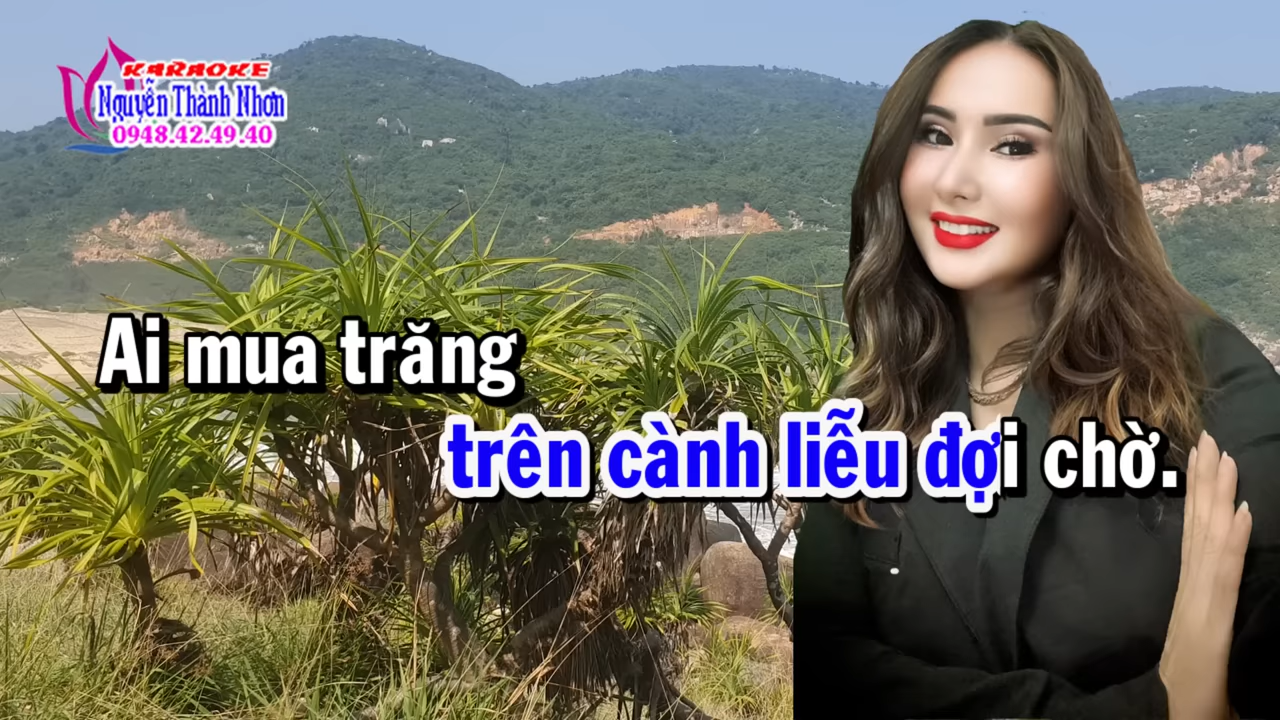 KARAOKE
Nguyễn Thành Nhơn
0948.42.49.40
Ai mua trăng
trên cành liễu đợi chờ.